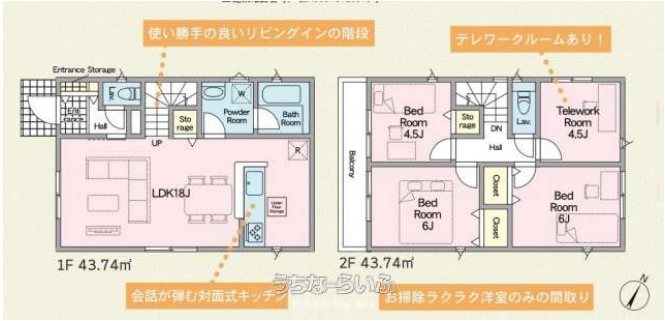 使い勝手の良いリビングインの階段
テレワークルームあり!
Entrance Storage
Lav.
Ent
rance
Hall
UP
Sto
rage
Powder
Room
W
Bath
Room
R
LDK18J
Under
Floor
Storage
1F 43.74㎡
会話が弾む対面式キッチン
Balcony
Bed
Room
4.5J
Sto
rage
DN
Lav.
Hall
Telework
Room
4.5J
Bed
Room
6J
Closet
Closet
Bed
Room
6J
2F 43.74㎡
お掃除ラクラク洋室のみの間取り
うちなーらいふ
N